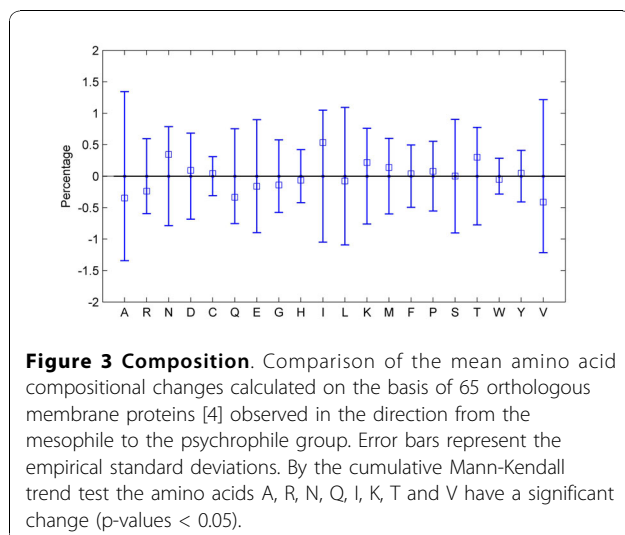 2
1.5
1
0.5
0
-0.5
-1
-1.5
-2
Percentage
A R N D C Q E G H I L K M F P S T W Y V
Figure 3 Composition. Comparison of the mean amino acid
compositional changes calculated on the basis of 65 orthologous
membrane proteins [4] observed in the direction from the
mesophile to the psychrophile group. Error bars represent the
empirical standard deviations. By the cumulative Mann-Kendall
trend test the amino acids A, R, N, Q, I, K, T and V have a significant
change (p-values < 0.05).